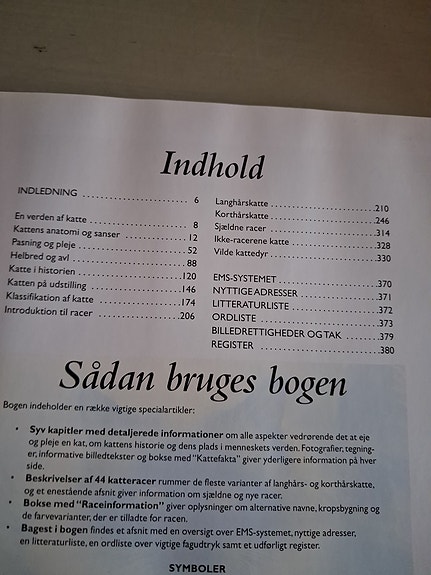 Indhold
INDLEDNING 6
En verden af katte 8
Kattens anatomi og sanser 12
Pasning og pleje 52
Helbred og avl 88
Katte i historien 120
Katten på udstilling 146
Klassifikation af katte 174
Introduktion til racer 206
Langhårskatte 210
Korthårskatte 246
Sjældne racer 314
Ikke-racerene katte 328
Vilde kattedyr 330
EMS-SYSTEMET 370
NYTTIGE ADRESSER 371
LITTERATURLISTE 372
ORDLISTE 373
BILLEDRETTIGHEDER OG TAK 379
REGISTER 380
Sådan bruges bogen
Bogen indeholder en række vigtige specialartikler:
• Syv kapitler med detaljerede informationer om alle aspekter vedrørende det at eje
og pleje en kat, om kattens historie og dens plads i menneskets verden. Fotografier, tegnin-
er, informative billedtekster og bokse med "Kattefakta" giver yderligere information på hver
side.
• Beskrivelser af 44 katteracer rummer de fleste varianter af langhårs- og korthårskatte,
og et enestående afsnit giver information om sjældne og nye racer.
• Bokse med "Raceinformation" giver oplysninger om alternative navne, kropsbygning og
de farvevarianter, der er tilladte for racen.
• Bagest i bogen findes et afsnit med en oversigt over EMS-systemet, nyttige adresser,
en litteraturliste, en ordliste over vigtige fagudtryk samt et udførligt register.
SYMBOLER